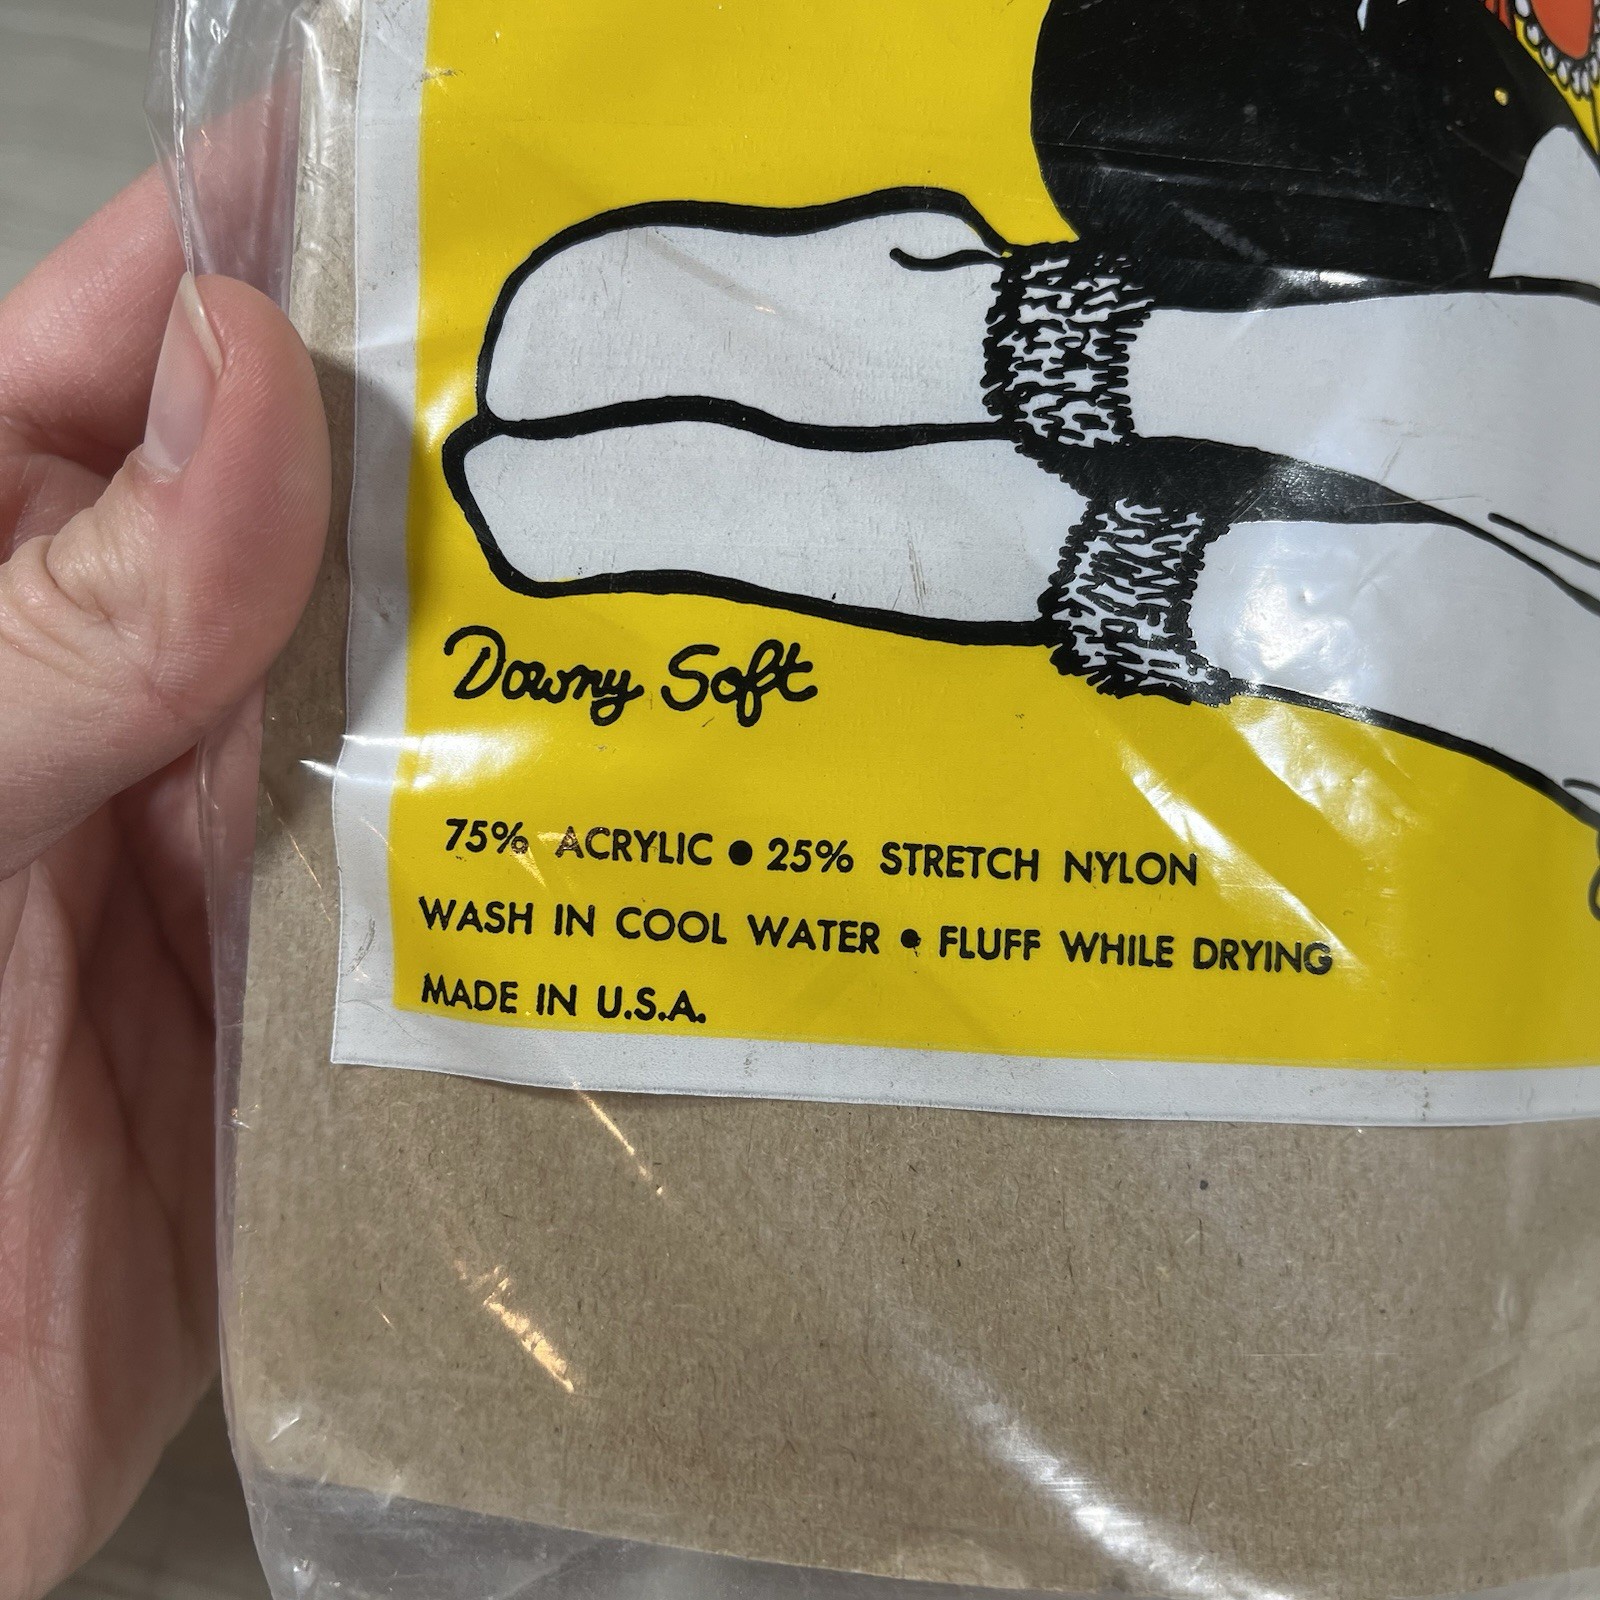 Downy Soft
75% ACRYLIC ● 25% STRETCH NYLON
WASH IN COOL WATER ● FLUFF WHILE DRYING
MADE IN U.S.A.